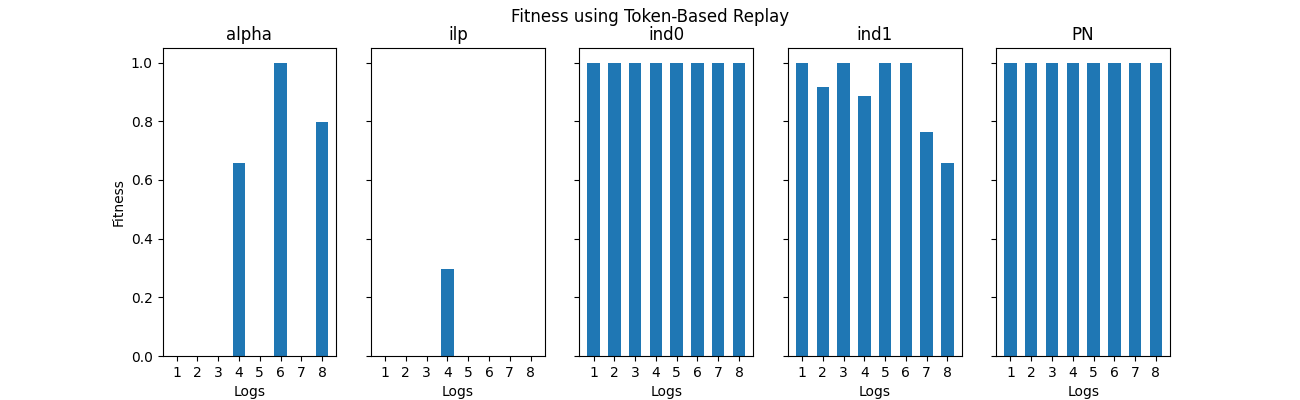 Fitness using Token-Based Replay
alpha ilp ind0 ind1 PN
1.0
0.8
0.6
0.4
0.2
0.0
Fitness
1 2 3 4 5 6 7 8 1 2 3 4 5 6 7 8 1 2 3 4 5 6 7 8 1 2 3 4 5 6 7 8 1 2 3 4 5 6 7 8
Logs Logs Logs Logs Logs